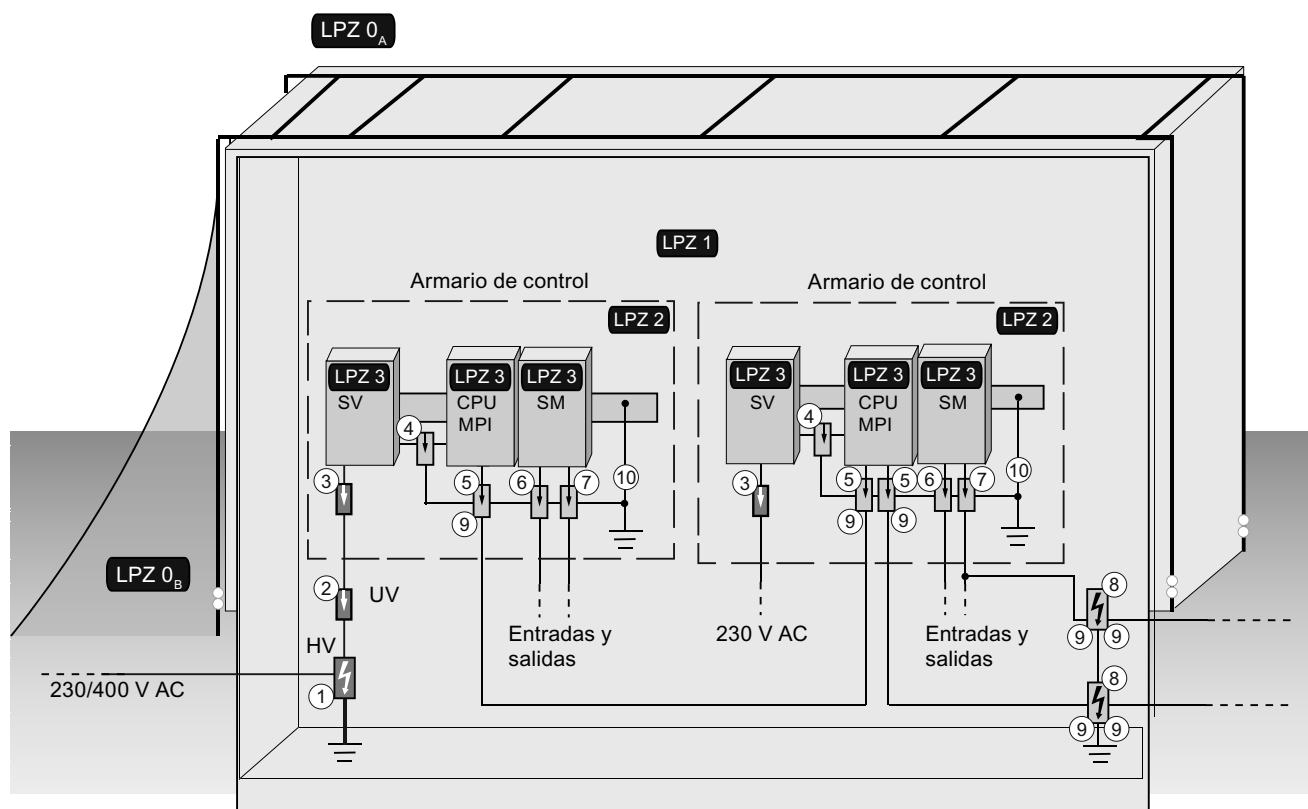 LPZ 0A
LPZ 1
Armario de control
Armario de control
LPZ 2
LPZ 2
LPZ 3
SV
LPZ 3
CPU
MPI
LPZ 3
SM
LPZ 3
SV
LPZ 3
CPU
MPI
LPZ 3
SM
4
4
3
5
6
7
10
9
3
5
5
6
7
10
9
9
LPZ 0B
2
UV
8
Entradas y
salidas
230 V AC
Entradas y
salidas
9
9
HV
230/400 V AC
1
8
9
9